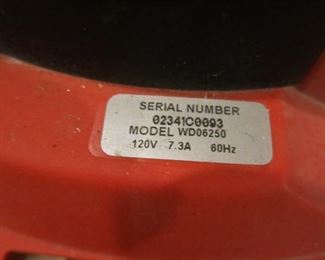 SERIAL NUMBER
02341C0093
MODEL WD06250
120V 7.3A 60Hz